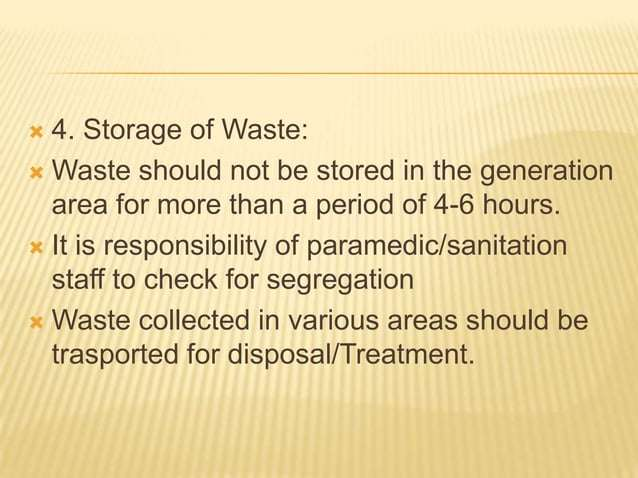 4. Storage of Waste:
Waste should not be stored in the generation
area for more than a period of 4-6 hours.
It is responsibility of paramedic/sanitation
staff to check for segregation
Waste collected in various areas should be
trasported for disposal/Treatment.